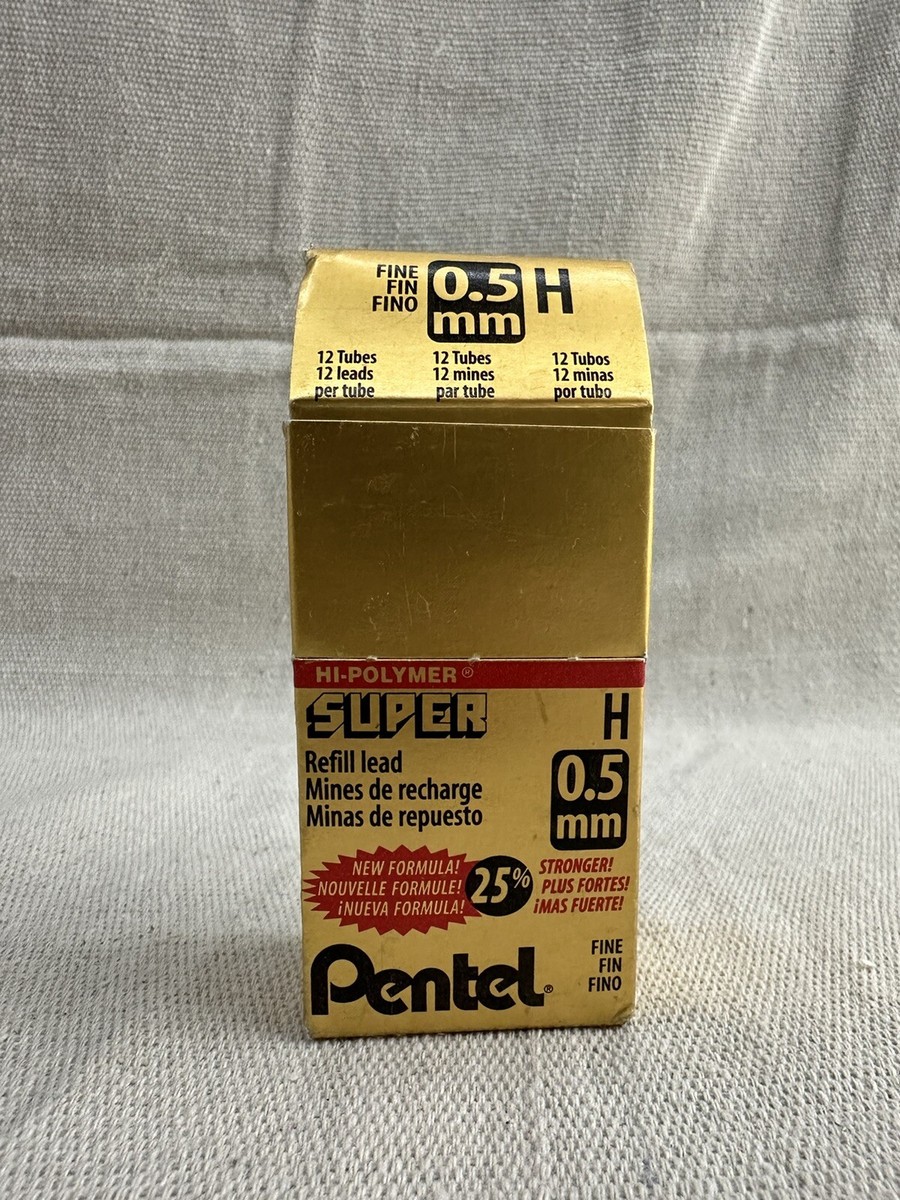 FINE
FIN
FINO
0.5
mm
H
12 Tubes
12 leads
per tube
12 Tubes
12 mines
par tube
12 Tubos
12 minas
por tubo
HI-POLYMER®
SUPER
H
Refill lead
Mines de recharge
Minas de repuesto
0.5
mm
NEW FORMULA!
NOUVELLE FORMULE!
¡NUEVA FORMULA!
25%
STRONGER!
PLUS FORTES!
¡MAS FUERTE!
Pentel®
FINE
FIN
FINO